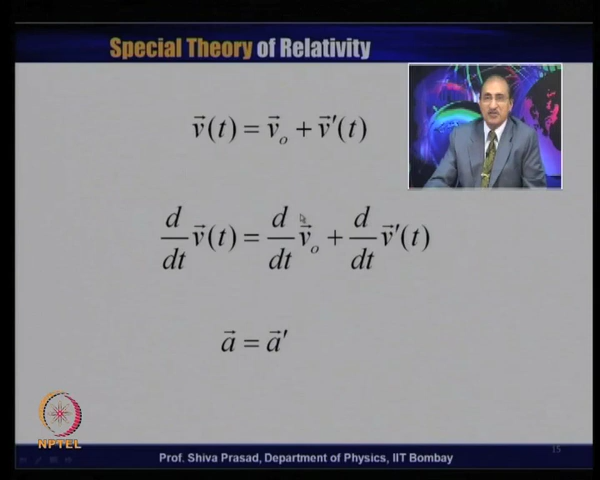 Special Theory of Relativity
v⃗(t) = v⃗ₒ + v⃗′(t)
d/dt v⃗(t) = d/dt v⃗ₒ + d/dt v⃗′(t)
a⃗ = a⃗′
NPTEL
Prof. Shiva Prasad, Department of Physics, IIT Bombay
15